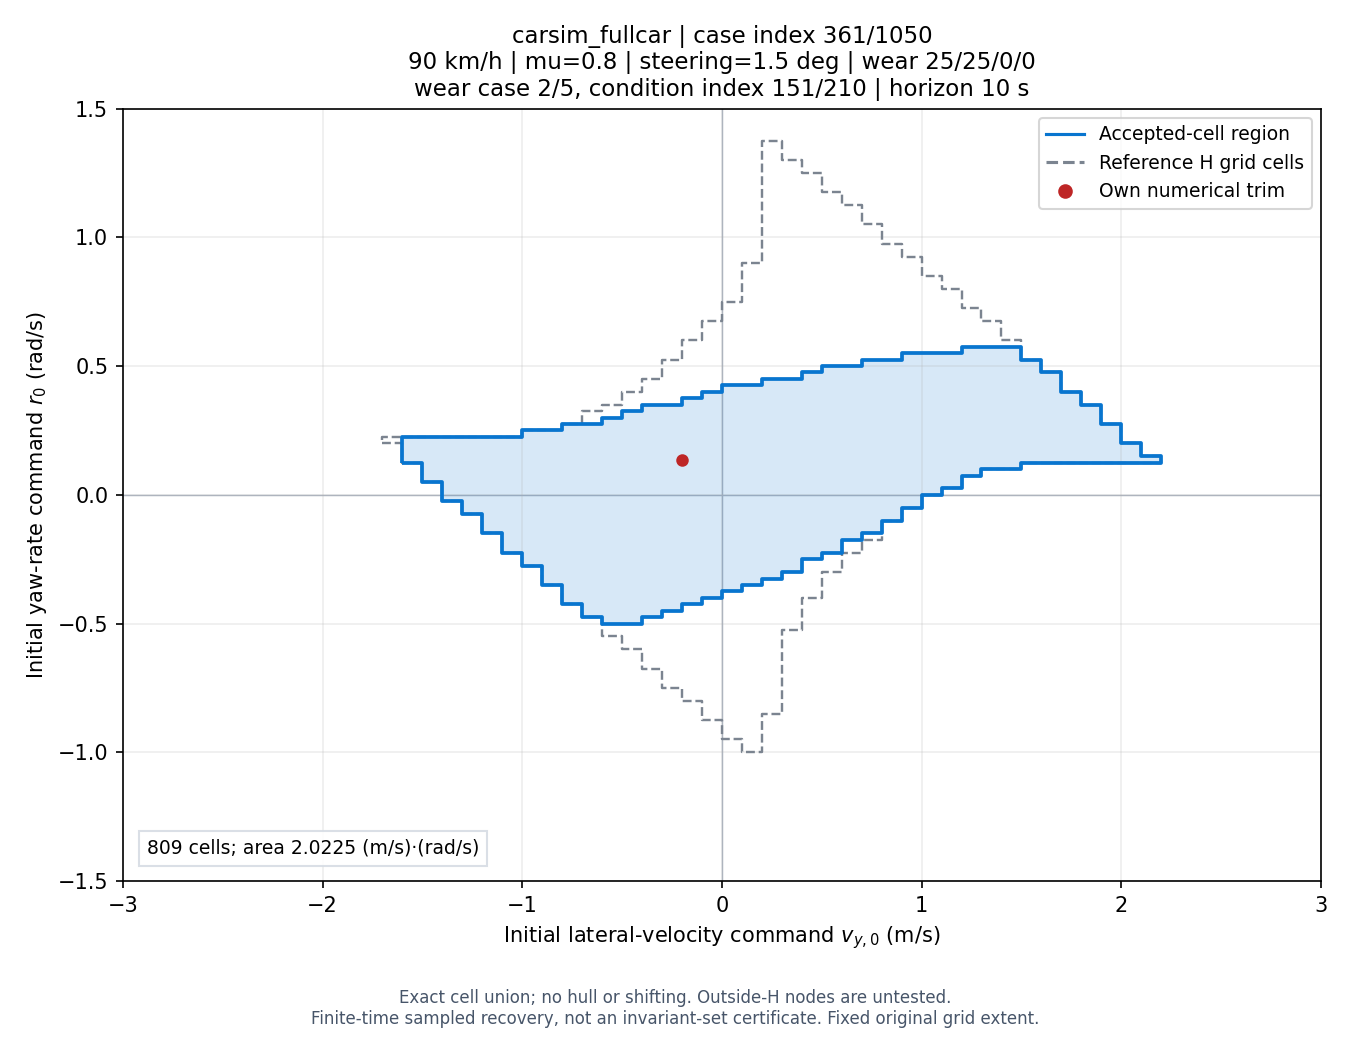 carsim_fullcar | case index 361/1050
90 km/h | mu=0.8 | steering=1.5 deg | wear 25/25/0/0
wear case 2/5, condition index 151/210 | horizon 10 s
Accepted-cell region
Reference H grid cells
Own numerical trim
1.5
1.0
0.5
0.0
−0.5
−1.0
−1.5
Initial yaw-rate command r₀ (rad/s)
809 cells; area 2.0225 (m/s)·(rad/s)
−3
−2
−1
0
1
2
3
Initial lateral-velocity command v_{y,0} (m/s)
Exact cell union; no hull or shifting. Outside-H nodes are untested.
Finite-time sampled recovery, not an invariant-set certificate. Fixed original grid extent.